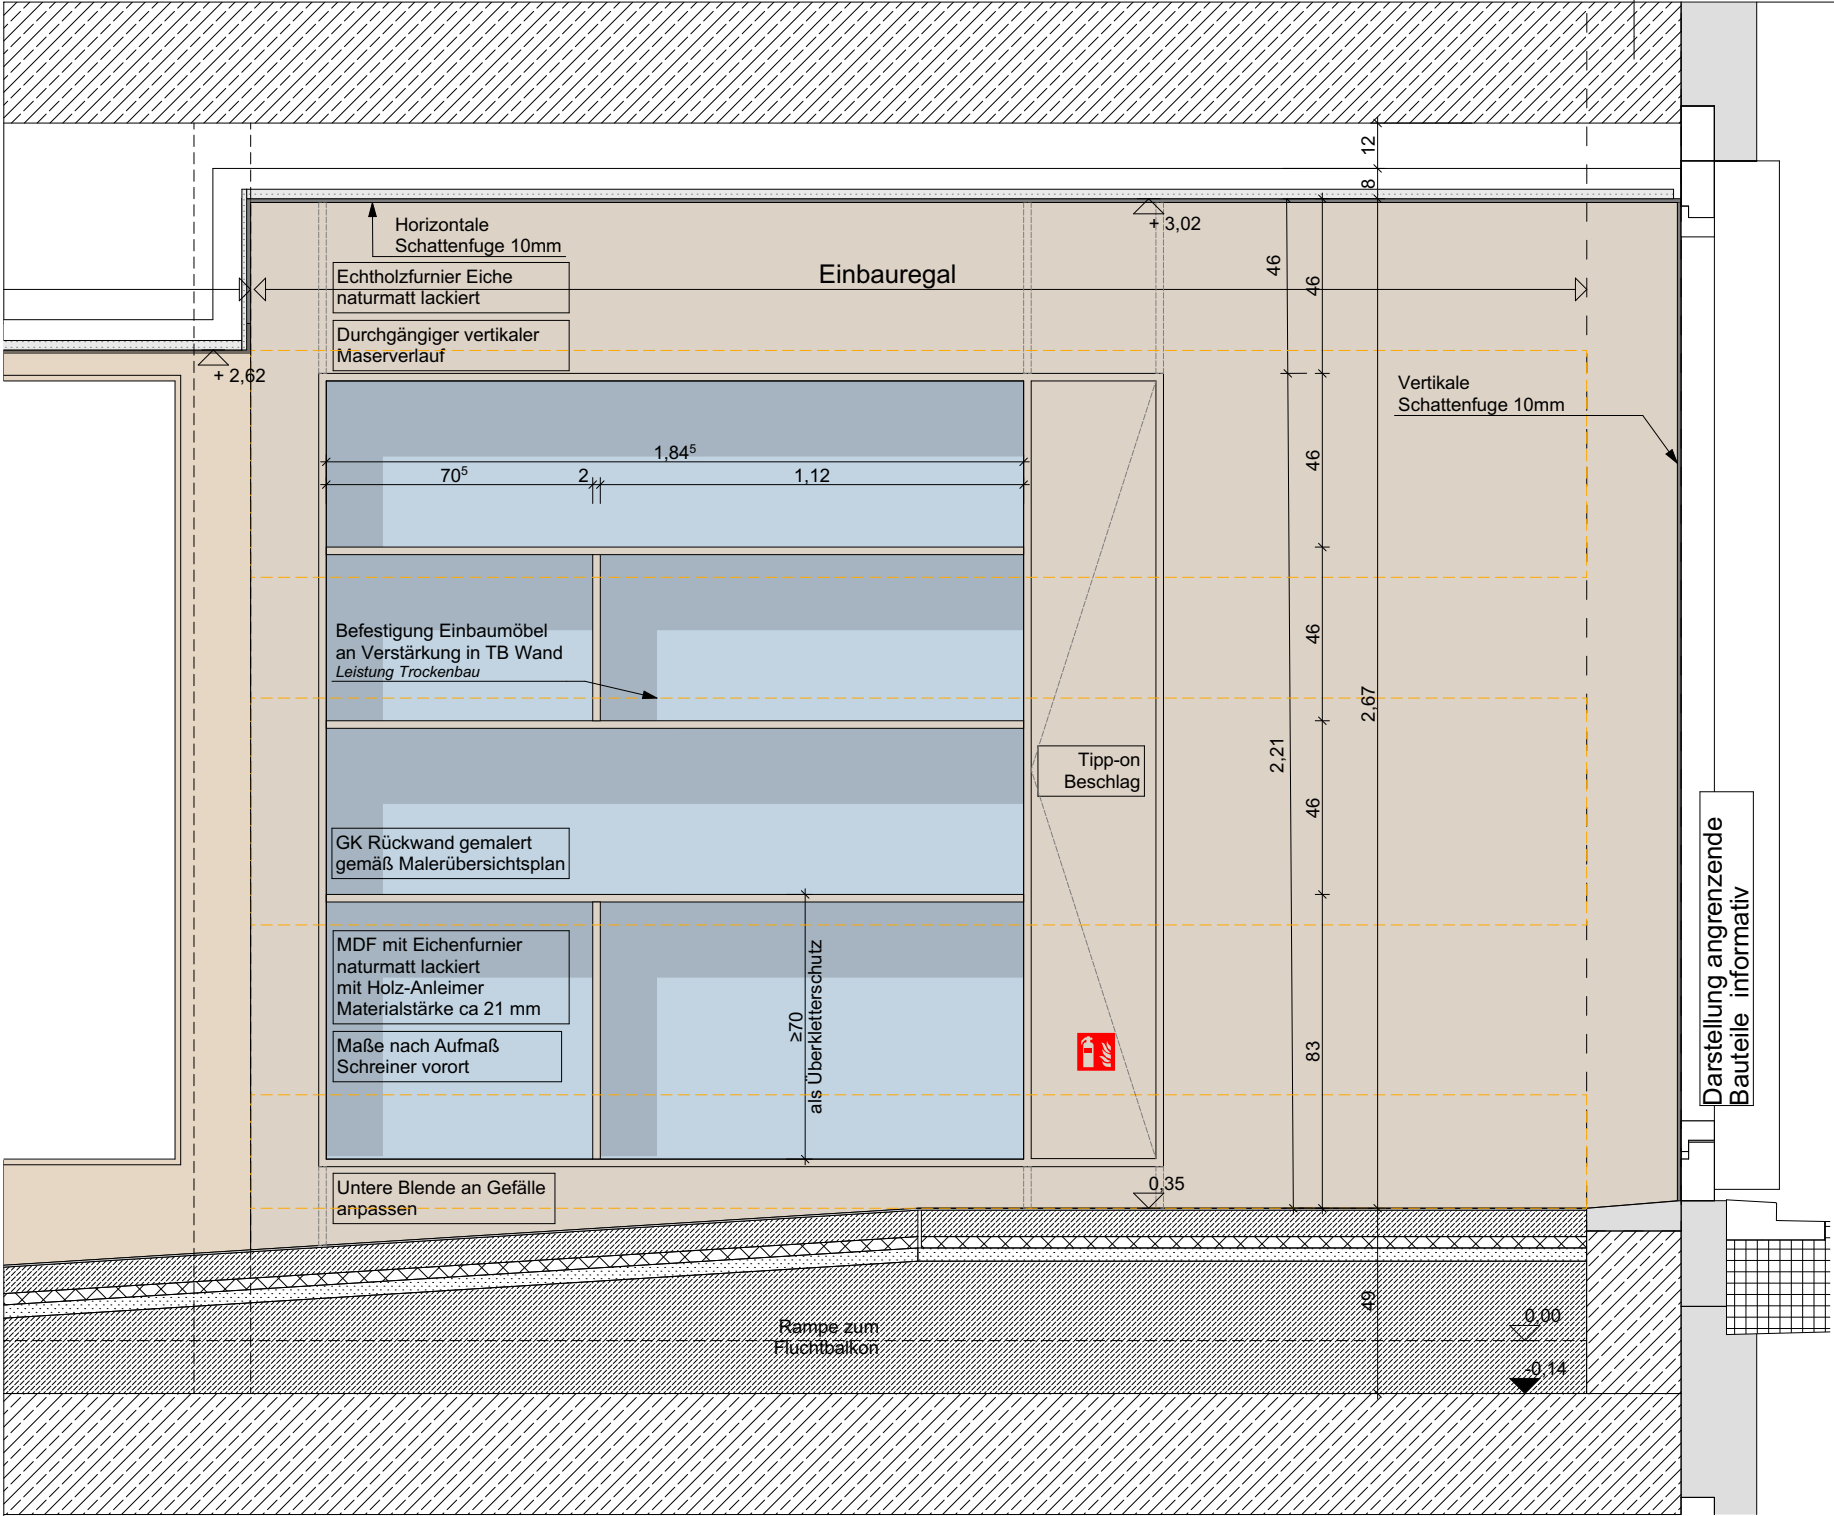 12
8
Horizontale
Schattenfuge 10mm
+ 3,02
Echtholzfurnier Eiche
naturmatt lackiert
Einbauregal
46
46
Durchgängiger vertikaler
Maserverlauf
+ 2,62
Vertikale
Schattenfuge 10mm
1,84⁵
70⁵
2
1,12
46
Befestigung Einbaumöbel
an Verstärkung in TB Wand
Leistung Trockenbau
46
2,67
2,21
Tipp-on
Beschlag
46
GK Rückwand gemalert
gemäß Malerübersichtsplan
Darstellung angrenzende
Bauteile informativ
MDF mit Eichenfurnier
naturmatt lackiert
mit Holz-Anleimer
Materialstärke ca 21 mm
≥70
als Überkletterschutz
83
Maße nach Aufmaß
Schreiner vorort
Untere Blende an Gefälle
anpassen
0,35
49
Rampe zum
Fluchtbalkon
0,00
-0,14